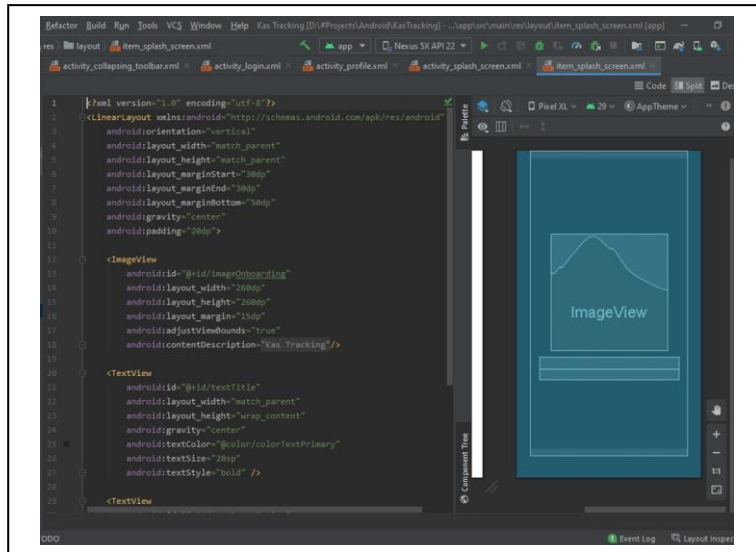 Refactor Build Run Tools VCS Window Help Kas Tracking [D:\#Projects\Android\KasTracking] - ...\app\src\main\res\layout\item_splash_screen.xml [app]
res layout item_splash_screen.xml app Nexus 5X API 22
activity_collapsing_toolbar.xml activity_login.xml activity_profile.xml activity_splash_screen.xml item_splash_screen.xml
Code Split De
Palette
Pixel XL 29 AppTheme
1 <?xml version="1.0" encoding="utf-8"?>
2 <LinearLayout xmlns:android="http://schemas.android.com/apk/res/android"
3 android:orientation="vertical"
4 android:layout_width="match_parent"
5 android:layout_height="match_parent"
6 android:layout_marginStart="30dp"
7 android:layout_marginEnd="30dp"
8 android:layout_marginBottom="50dp"
9 android:gravity="center"
10 android:padding="20dp">
11
12 <ImageView
13 android:id="@+id/imageOnboarding"
14 android:layout_width="260dp"
15 android:layout_height="260dp"
16 android:layout_margin="15dp"
17 android:adjustViewBounds="true"
18 android:contentDescription="Kas Tracking"/>
19
20 <TextView
21 android:id="@+id/textTitle"
22 android:layout_width="match_parent"
23 android:layout_height="wrap_content"
24 android:gravity="center"
25 android:textColor="@color/colorTextPrimary"
26 android:textSize="20sp"
27 android:textStyle="bold" />
28
29 <TextView
ImageView
Component Tree
1:1
ODO
1 Event Log Layout Inspec